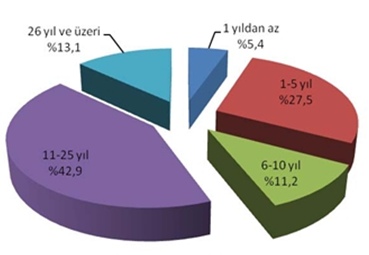 1 yıldan az
%5,4
1-5 yıl
%27,5
6-10 yıl
%11,2
11-25 yıl
%42,9
26 yıl ve üzeri
%13,1